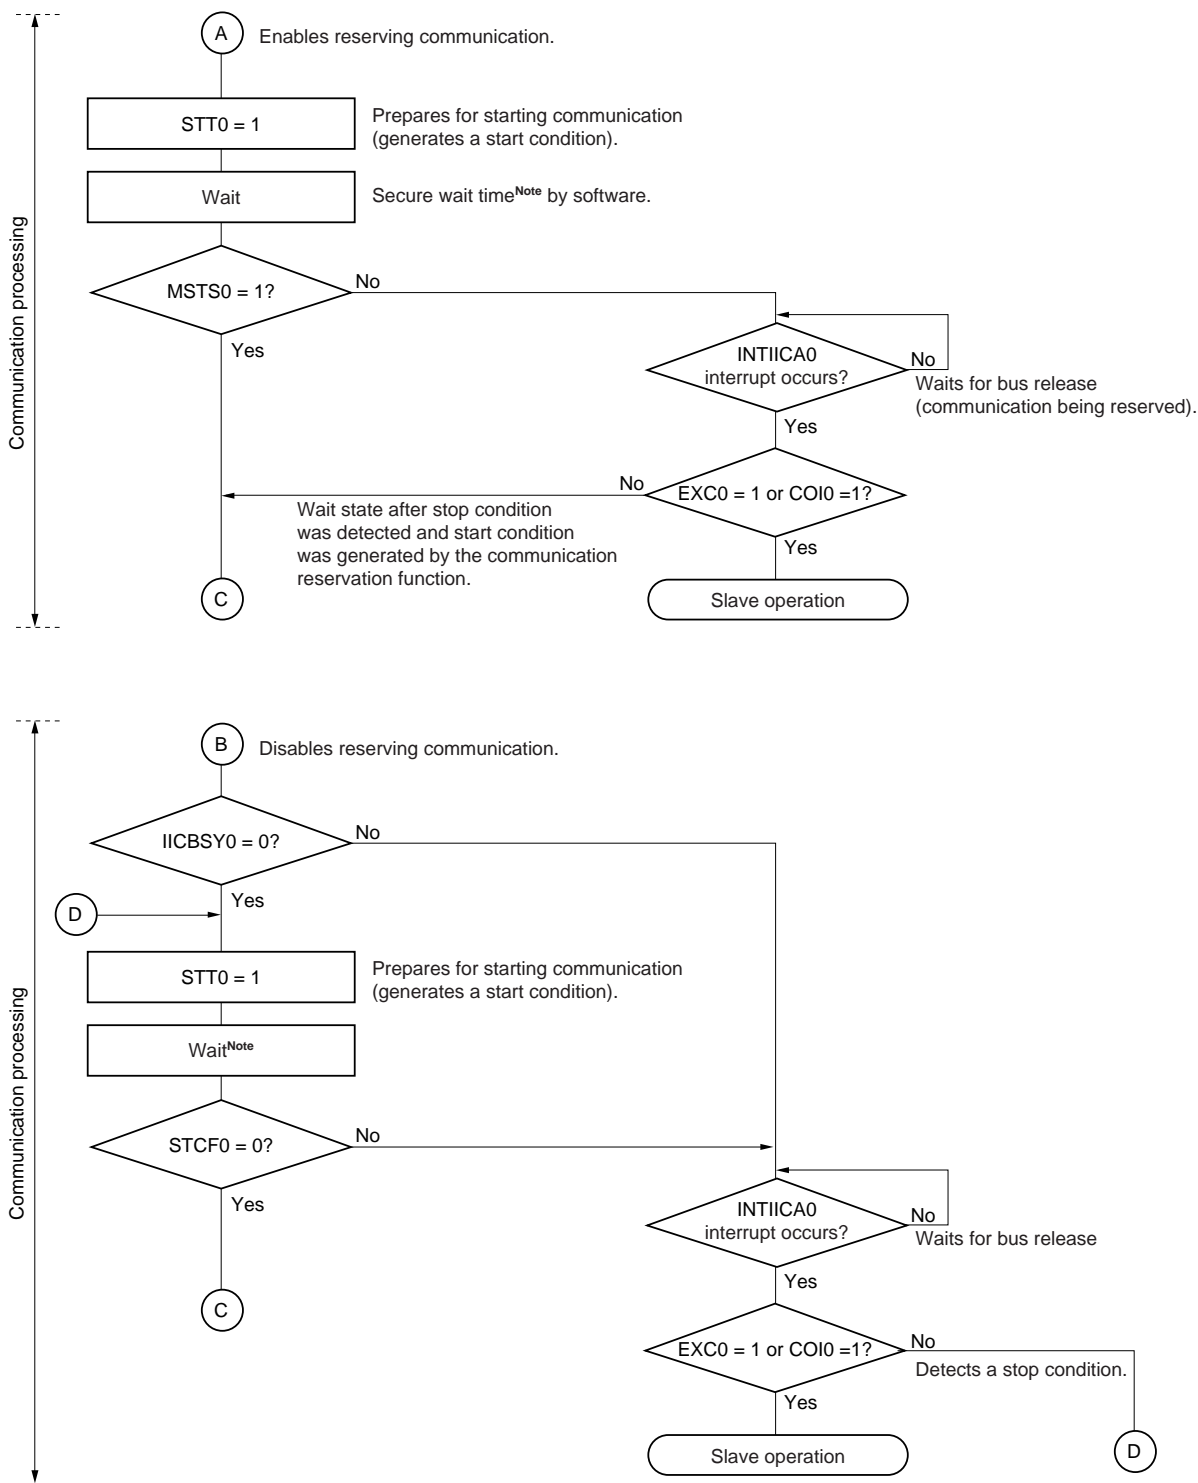 A
Enables reserving communication.
STT0 = 1
Prepares for starting communication
(generates a start condition).
Wait
Secure wait timeNote by software.
MSTS0 = 1?
No
Yes
INTIICA0
interrupt occurs?
No
Waits for bus release
(communication being reserved).
Yes
EXC0 = 1 or COI0 =1?
No
Wait state after stop condition
was detected and start condition
was generated by the communication
reservation function.
Yes
C
Slave operation
Communication processing
B
Disables reserving communication.
IICBSY0 = 0?
No
Yes
D
STT0 = 1
Prepares for starting communication
(generates a start condition).
WaitNote
STCF0 = 0?
No
Yes
INTIICA0
interrupt occurs?
No
Waits for bus release
Yes
C
EXC0 = 1 or COI0 =1?
No
Detects a stop condition.
Yes
Slave operation
D
Communication processing